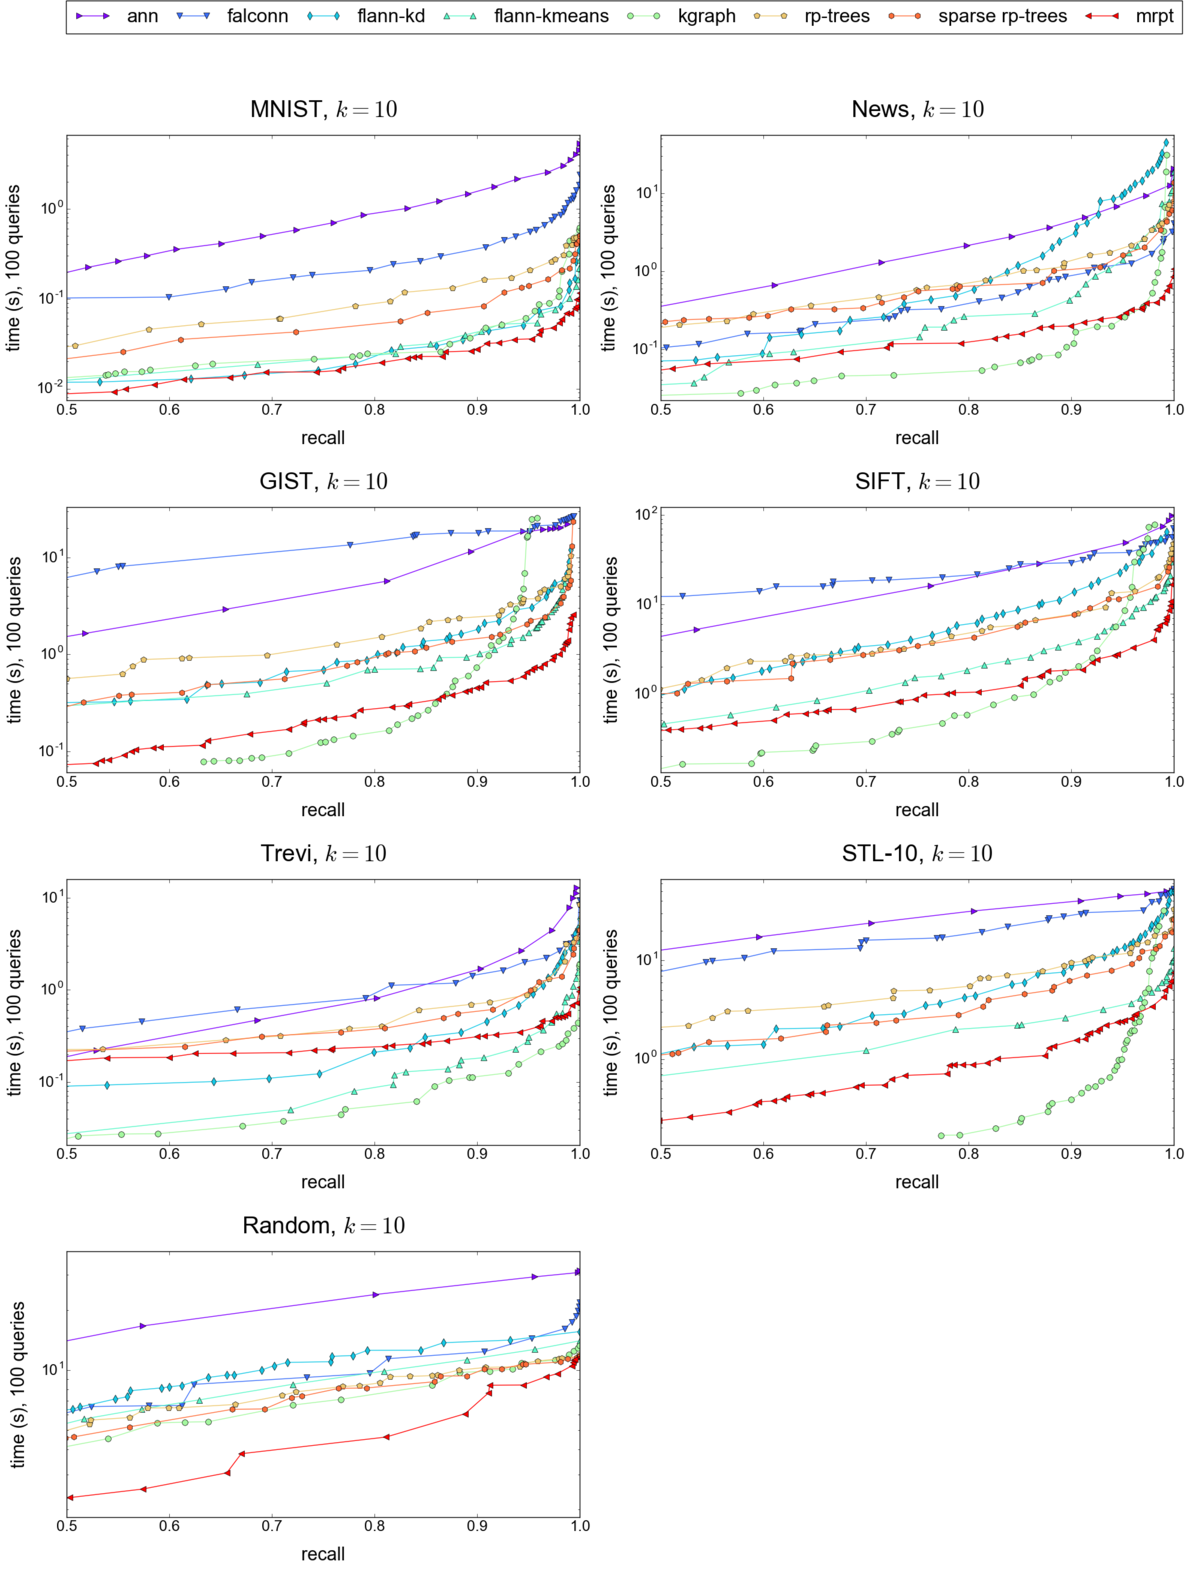 ann falconn flann-kd flann-kmeans kgraph rp-trees sparse rp-trees mrpt
MNIST, k = 10
time (s), 100 queries
10^0
10^-1
10^-2
0.5 0.6 0.7 0.8 0.9 1.0
recall
News, k = 10
time (s), 100 queries
10^1
10^0
10^-1
0.5 0.6 0.7 0.8 0.9 1.0
recall
GIST, k = 10
time (s), 100 queries
10^1
10^0
10^-1
0.5 0.6 0.7 0.8 0.9 1.0
recall
SIFT, k = 10
time (s), 100 queries
10^2
10^1
10^0
0.5 0.6 0.7 0.8 0.9 1.0
recall
Trevi, k = 10
time (s), 100 queries
10^1
10^0
10^-1
0.5 0.6 0.7 0.8 0.9 1.0
recall
STL-10, k = 10
time (s), 100 queries
10^1
10^0
0.5 0.6 0.7 0.8 0.9 1.0
recall
Random, k = 10
time (s), 100 queries
10^1
0.5 0.6 0.7 0.8 0.9 1.0
recall